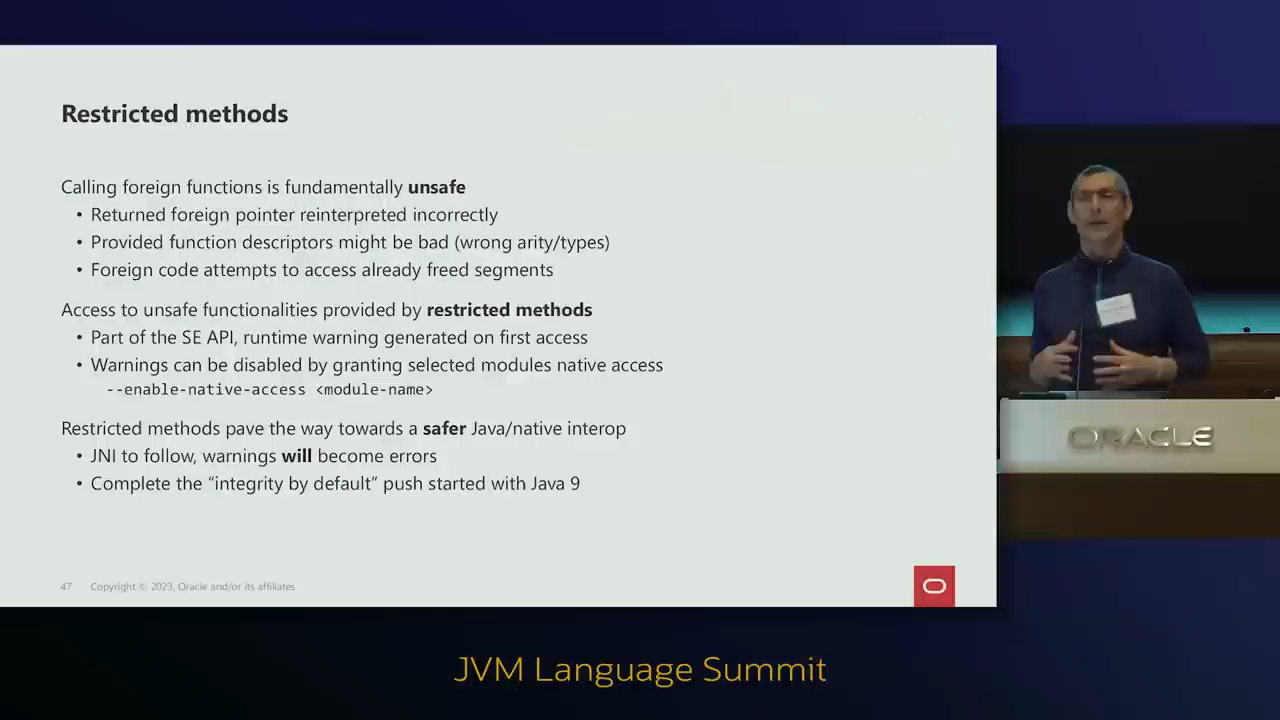 Restricted methods
Calling foreign functions is fundamentally unsafe
• Returned foreign pointer reinterpreted incorrectly
• Provided function descriptors might be bad (wrong arity/types)
• Foreign code attempts to access already freed segments
Access to unsafe functionalities provided by restricted methods
• Part of the SE API, runtime warning generated on first access
• Warnings can be disabled by granting selected modules native access
--enable-native-access <module-name>
Restricted methods pave the way towards a safer Java/native interop
• JNI to follow, warnings will become errors
• Complete the “integrity by default” push started with Java 9
47 Copyright © 2023, Oracle and/or its affiliates
ORACLE
JVM Language Summit